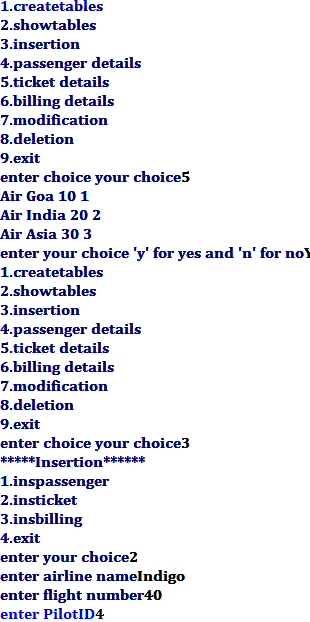 1.createtables
2.showtables
3.insertion
4.passenger details
5.ticket details
6.billing details
7.modification
8.deletion
9.exit
enter choice your choice5
Air Goa 10 1
Air India 20 2
Air Asia 30 3
enter your choice 'y' for yes and 'n' for noY
1.createtables
2.showtables
3.insertion
4.passenger details
5.ticket details
6.billing details
7.modification
8.deletion
9.exit
enter choice your choice3
*****Insertion******
1.inspassenger
2.insticket
3.insbilling
4.exit
enter your choice2
enter airline nameIndigo
enter flight number40
enter PilotID4